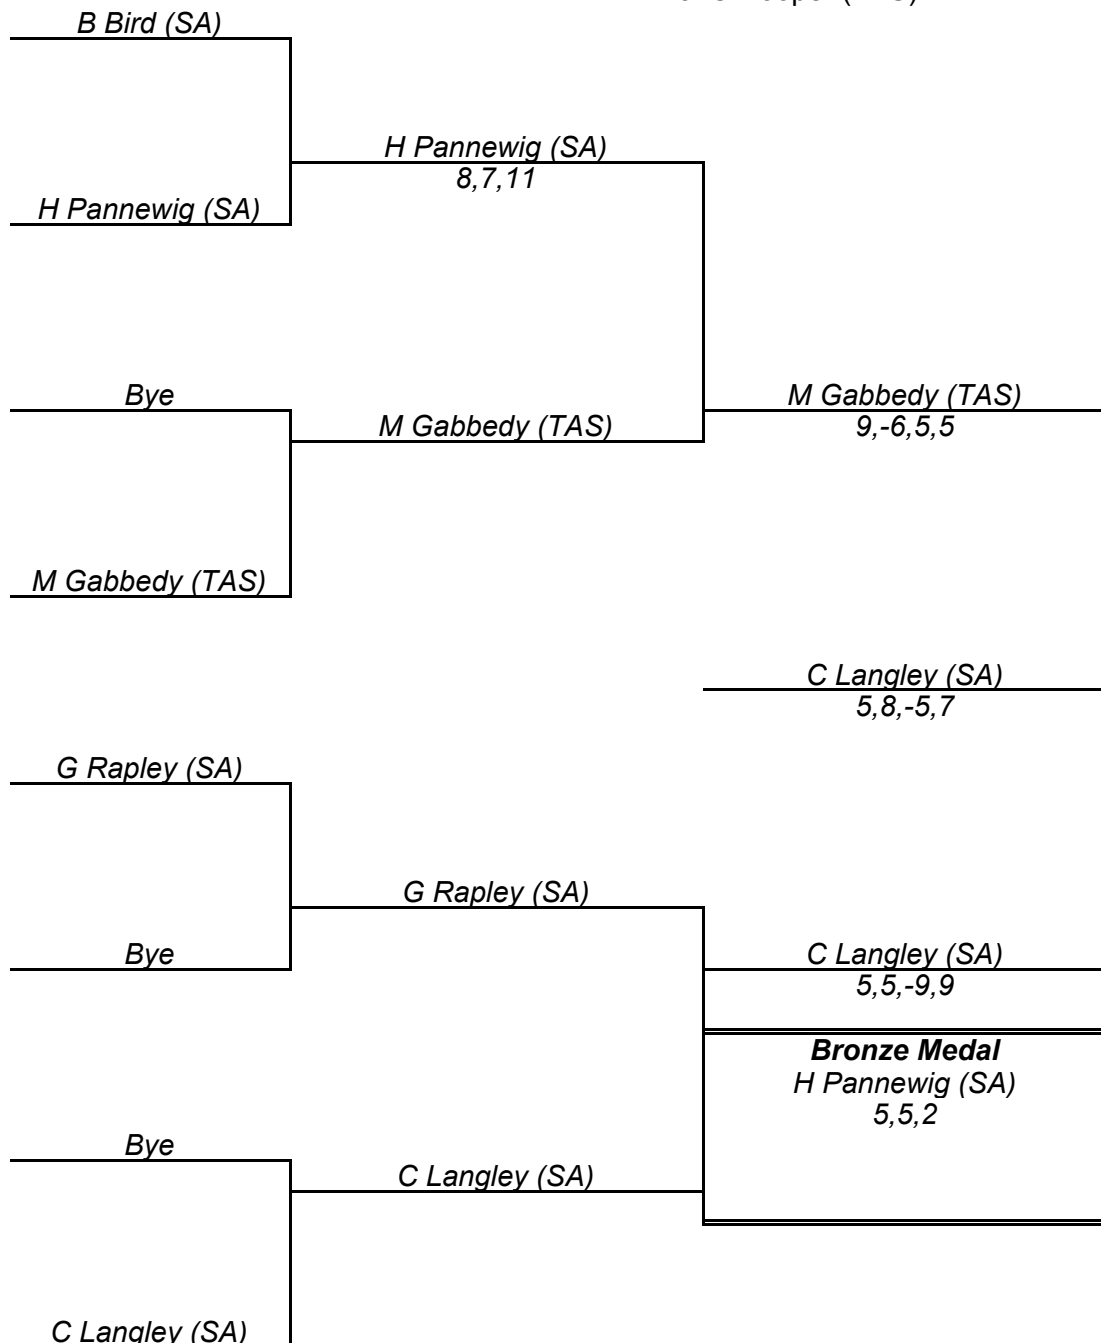 B Bird (SA)
H Pannewig (SA)
8,7,11
H Pannewig (SA)
Bye
M Gabbedy (TAS)
9,-6,5,5
M Gabbedy (TAS)
M Gabbedy (TAS)
C Langley (SA)
5,8,-5,7
G Rapley (SA)
G Rapley (SA)
Bye
C Langley (SA)
5,5,-9,9
Bronze Medal
H Pannewig (SA)
5,5,2
Bye
C Langley (SA)
C Langley (SA)